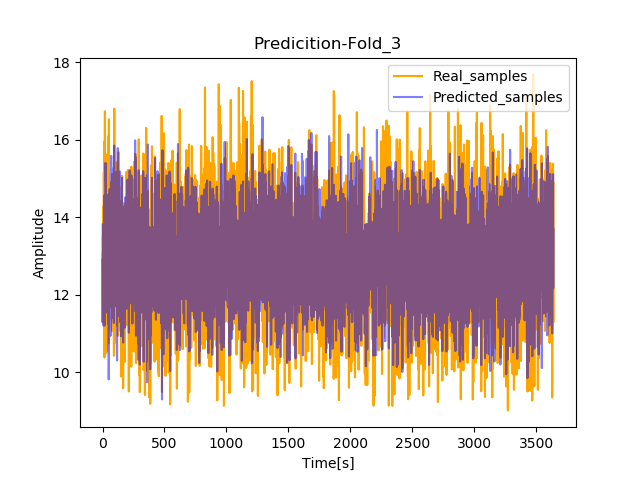 Predicition-Fold_3
Real_samples
Predicted_samples
Amplitude
18
16
14
12
10
0 500 1000 1500 2000 2500 3000 3500
Time[s]